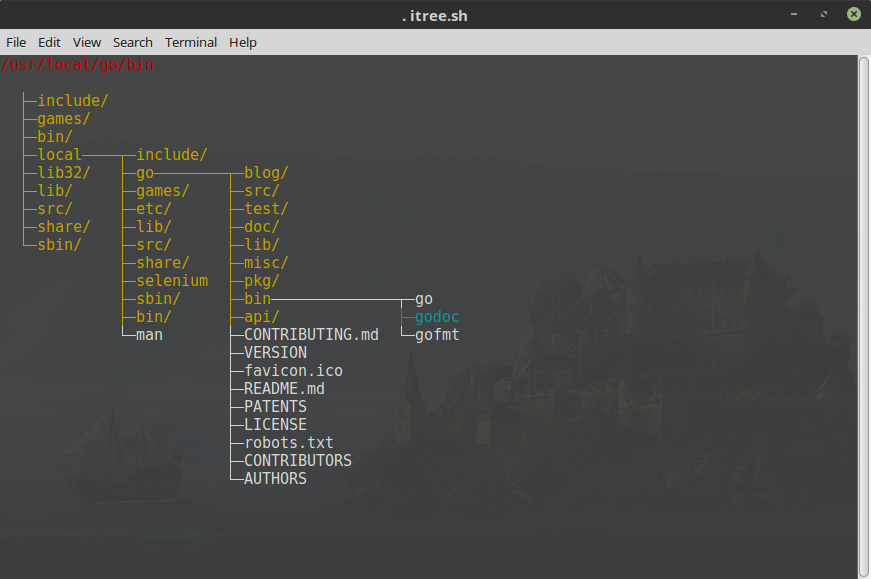 . itree.sh
File Edit View Search Terminal Help
/usr/local/go/bin
include/
games/
bin/
local include/
lib32/ go blog/
lib/ games/ src/
src/ etc/ test/
share/ lib/ doc/
sbin/ src/ lib/
share/ misc/
selenium pkg/
sbin/ bin go
bin/ api/ godoc
man CONTRIBUTING.md gofmt
VERSION
favicon.ico
README.md
PATENTS
LICENSE
robots.txt
CONTRIBUTORS
AUTHORS